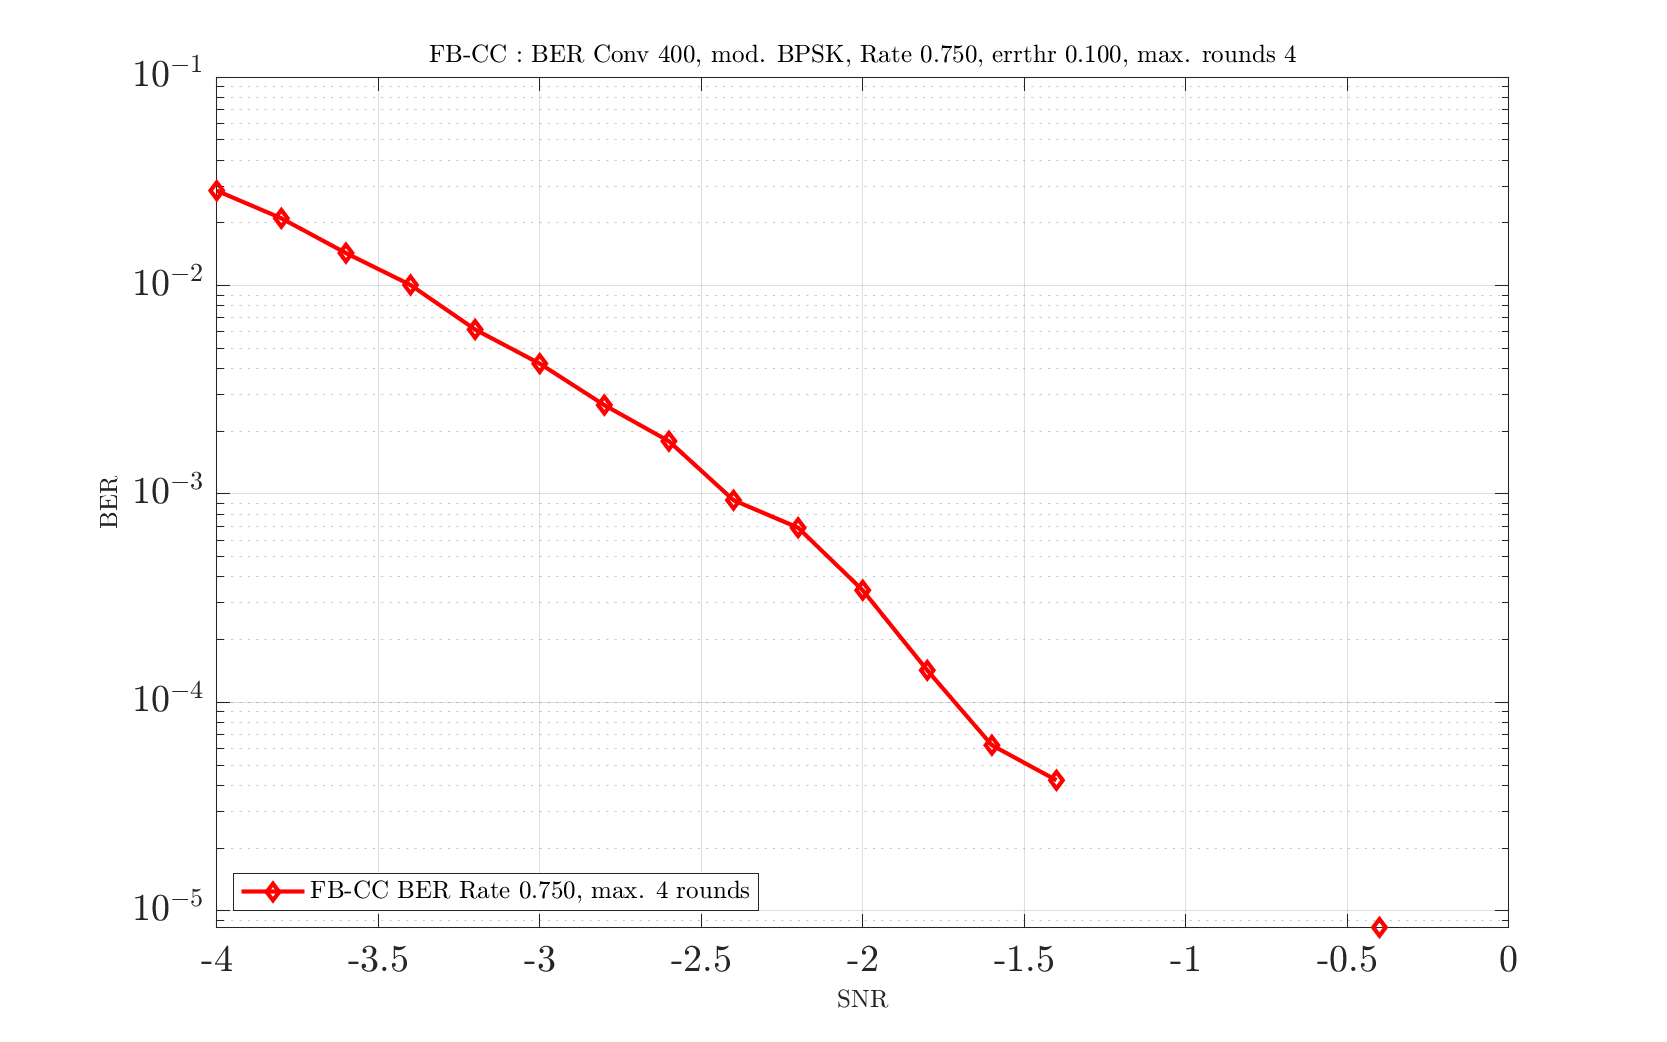 FB-CC : BER Conv 400, mod. BPSK, Rate 0.750, errthr 0.100, max. rounds 4
10⁻¹
10⁻²
10⁻³
10⁻⁴
10⁻⁵
BER
FB-CC BER Rate 0.750, max. 4 rounds
-4 -3.5 -3 -2.5 -2 -1.5 -1 -0.5 0
SNR